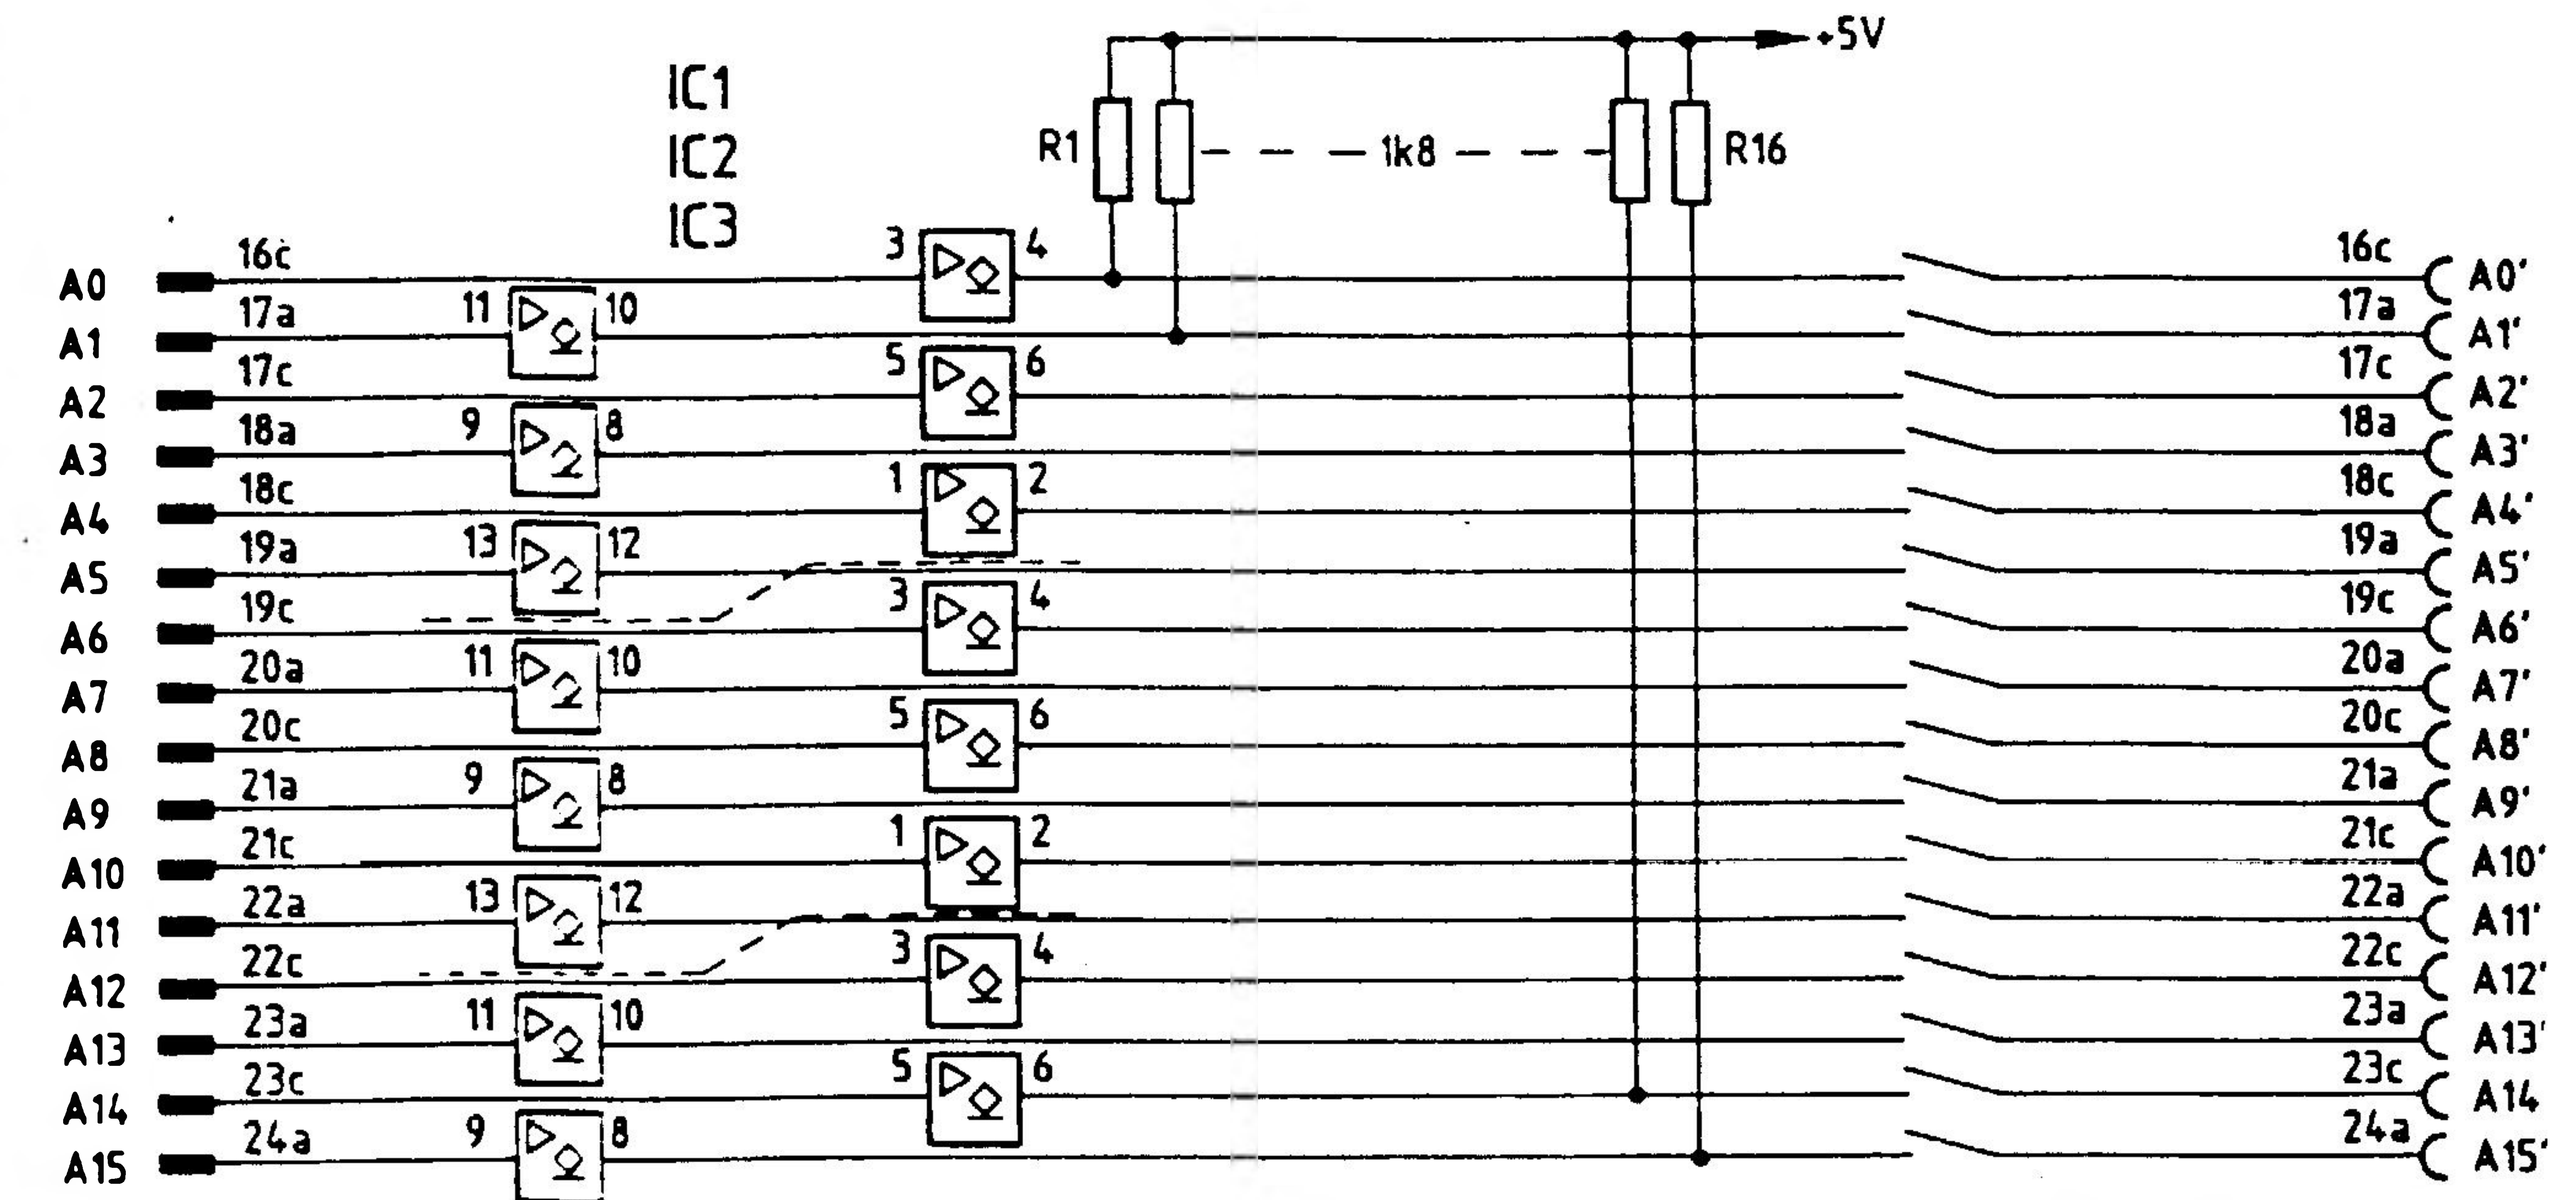 +5V
IC1
IC2
IC3
R1 1k8 R16
A0 16c 3 4 16c A0'
A1 17a 11 10 17a A1'
A2 17c 5 6 17c A2'
A3 18a 9 8 18a A3'
A4 18c 1 2 18c A4'
A5 19a 13 12 19a A5'
A6 19c 3 4 19c A6'
A7 20a 11 10 20a A7'
A8 20c 5 6 20c A8'
A9 21a 9 8 21a A9'
A10 21c 1 2 21c A10'
A11 22a 13 12 22a A11'
A12 22c 3 4 22c A12'
A13 23a 11 10 23a A13'
A14 23c 5 6 23c A14
A15 24a 9 8 24a A15'